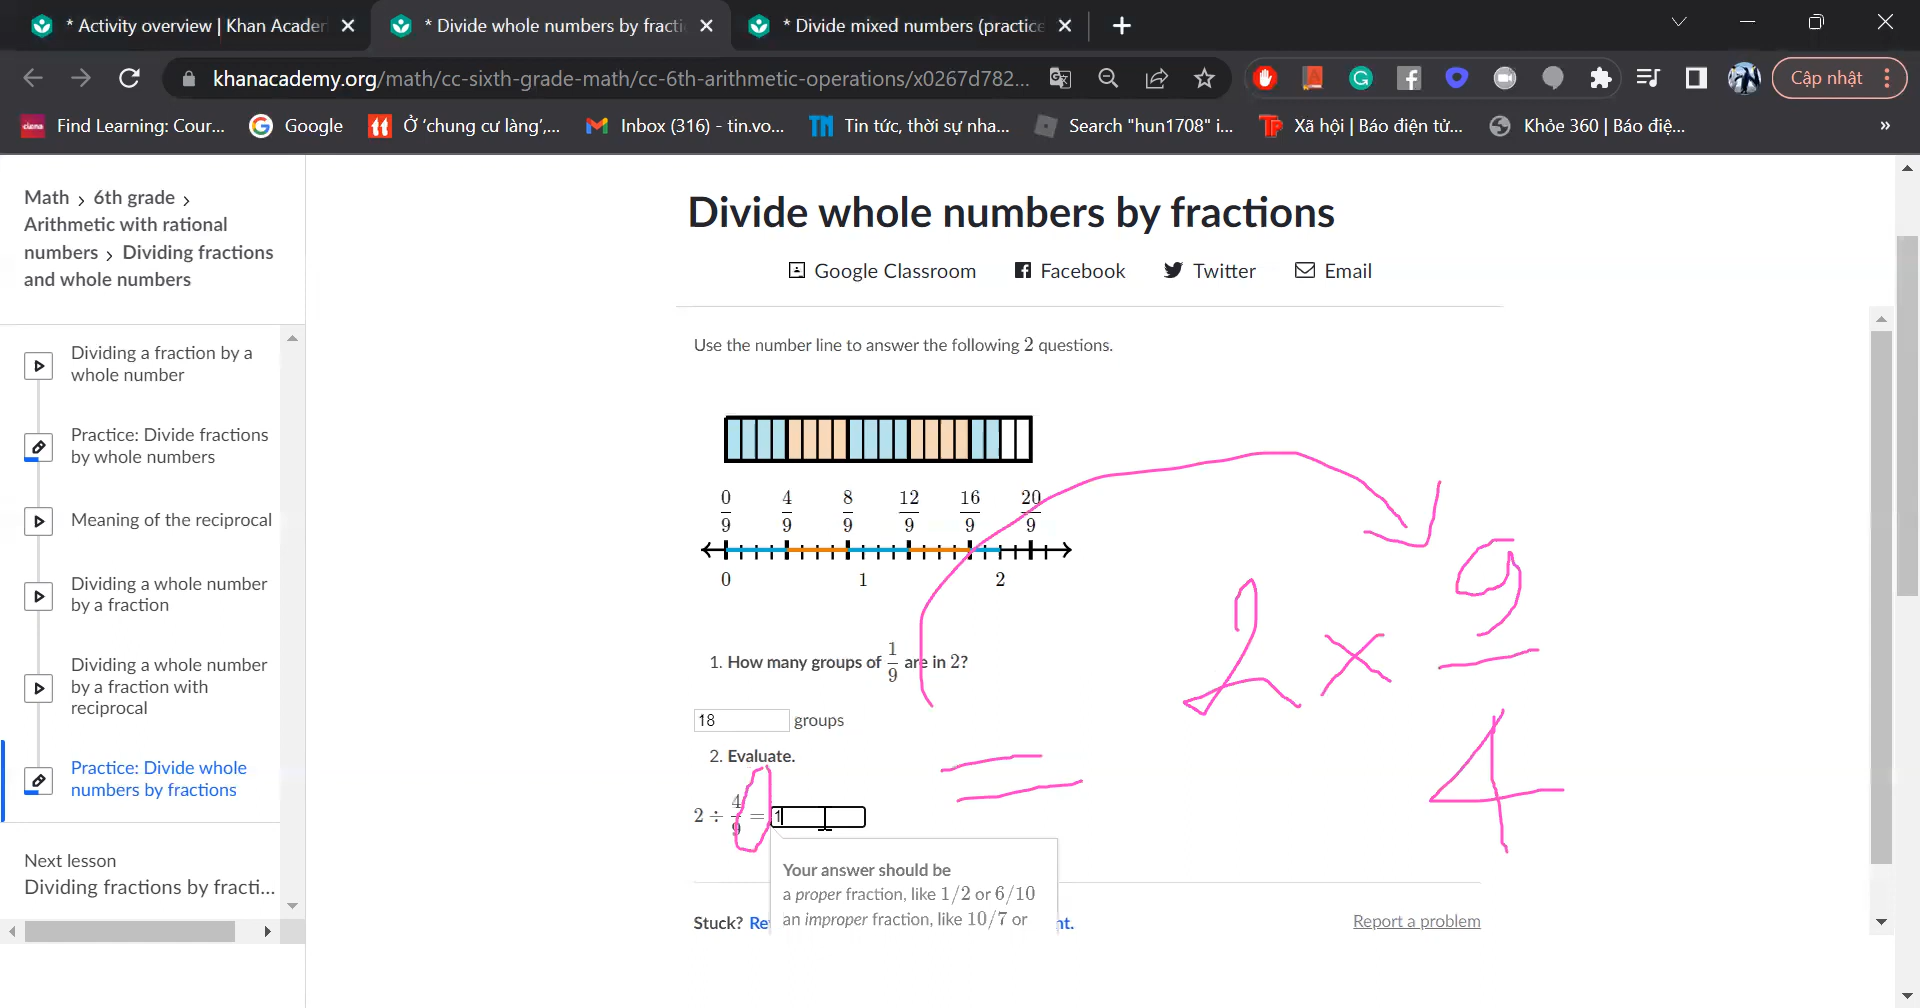 * Activity overview | Khan Acader
* Divide whole numbers by fracti
* Divide mixed numbers (practice
khanacademy.org/math/cc-sixth-grade-math/cc-6th-arithmetic-operations/x0267d782...
Cập nhật
Find Learning: Cour...
Google
Ở 'chung cư làng',...
Inbox (316) - tin.vo...
Tin tức, thời sự nha...
Search "hun1708" i...
Xã hội | Báo điện tử...
Khỏe 360 | Báo điệ...
»
Math > 6th grade >
Arithmetic with rational
numbers > Dividing fractions
and whole numbers
Dividing a fraction by a
whole number
Practice: Divide fractions
by whole numbers
Meaning of the reciprocal
Dividing a whole number
by a fraction
Dividing a whole number
by a fraction with
reciprocal
Practice: Divide whole
numbers by fractions
Next lesson
Dividing fractions by fracti...
Divide whole numbers by fractions
Google Classroom
Facebook
Twitter
Email
Use the number line to answer the following 2 questions.
0/9 4/9 8/9 12/9 16/9 20/9
0 1 2
1. How many groups of 1/9 are in 2?
18 groups
2. Evaluate.
2 ÷ 4/9 = 1
Your answer should be
a proper fraction, like 1/2 or 6/10
an improper fraction, like 10/7 or
Stuck? Re
nt.
Report a problem
= 2 × 9/4